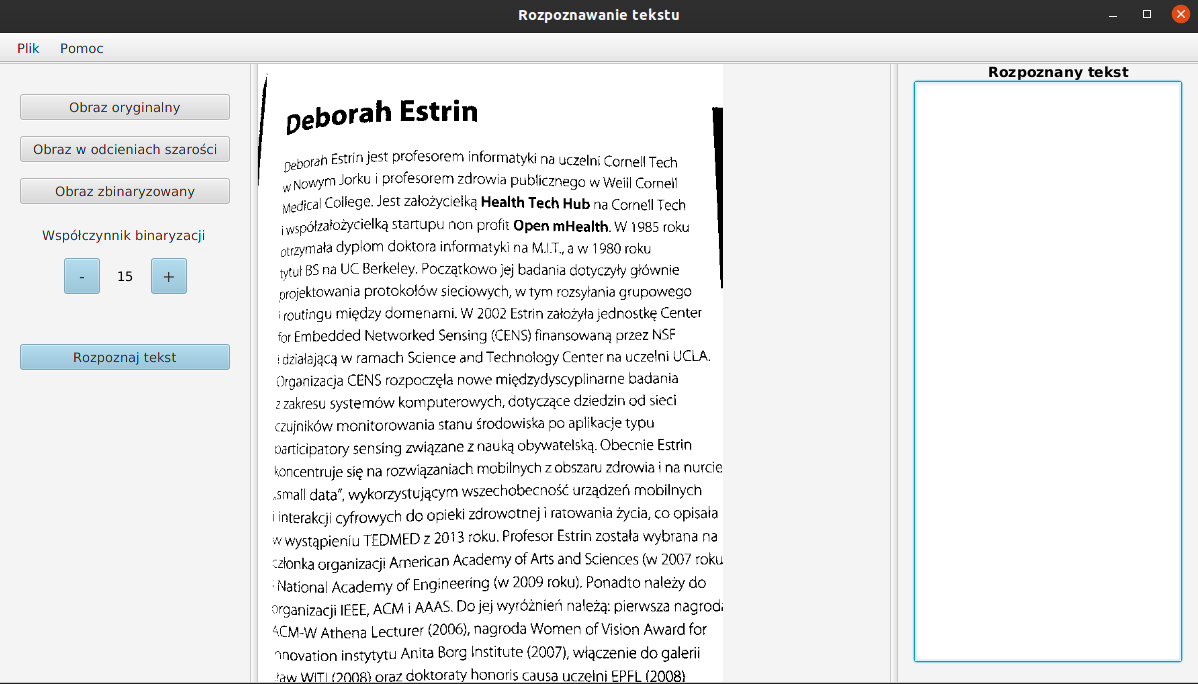 Rozpoznawanie tekstu
Plik Pomoc
Obraz oryginalny
Obraz w odcieniach szarości
Obraz zbinaryzowany
Współczynnik binaryzacji
- 15 +
Rozpoznaj tekst
Deborah Estrin
Deborah Estrin jest profesorem informatyki na uczelni Cornell Tech
w Nowym Jorku i profesorem zdrowia publicznego w Weill Cornell
Medical College. Jest założycielką Health Tech Hub na Cornell Tech
i współzałożycielką startupu non profit Open mHealth. W 1985 roku
otrzymała dyplom doktora informatyki na M.I.T., a w 1980 roku
tytuł BS na UC Berkeley. Początkowo jej badania dotyczyły głównie
projektowania protokołów sieciowych, w tym rozsyłania grupowego
i routingu między domenami. W 2002 Estrin założyła jednostkę Center
for Embedded Networked Sensing (CENS) finansowaną przez NSF
i działającą w ramach Science and Technology Center na uczelni UCLA.
Organizacja CENS rozpoczęła nowe międzydyscyplinarne badania
z zakresu systemów komputerowych, dotyczące dziedzin od sieci
czujników monitorowania stanu środowiska po aplikacje typu
participatory sensing związane z nauką obywatelską. Obecnie Estrin
koncentruje się na rozwiązaniach mobilnych z obszaru zdrowia i na nurcie
„small data”, wykorzystującym wszechobecność urządzeń mobilnych
i interakcji cyfrowych do opieki zdrowotnej i ratowania życia, co opisała
w wystąpieniu TEDMED z 2013 roku. Profesor Estrin została wybrana na
członka organizacji American Academy of Arts and Sciences (w 2007 roku
i National Academy of Engineering (w 2009 roku). Ponadto należy do
organizacji IEEE, ACM i AAAS. Do jej wyróżnień należą: pierwsza nagroda
ACM-W Athena Lecturer (2006), nagroda Women of Vision Award for
Innovation instytytu Anita Borg Institute (2007), włączenie do galerii
sław WITI (2008) oraz doktoraty honoris causa uczelni EPFL (2008)
Rozpoznany tekst